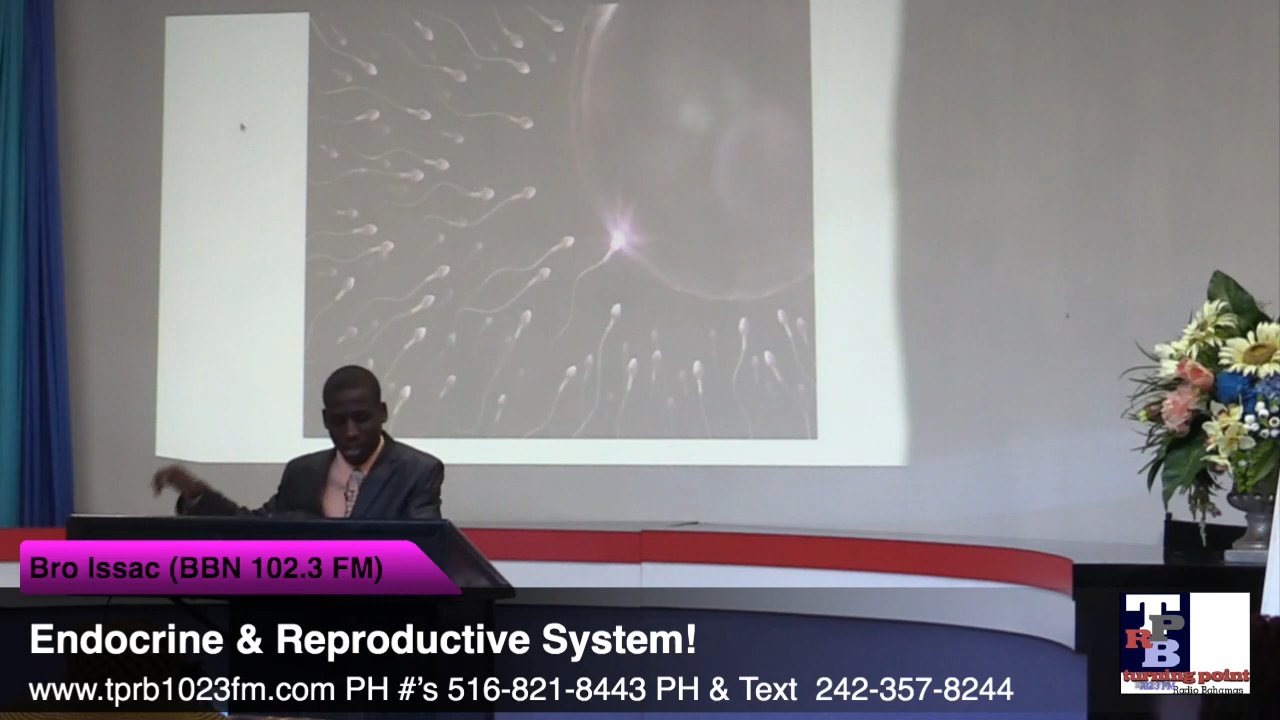 Bro Issac (BBN 102.3 FM)
Endocrine & Reproductive System!
www.tprb1023fm.com PH #'s 516-821-8443 PH & Text 242-357-8244
TPRB
turning point
Radio Bahamas